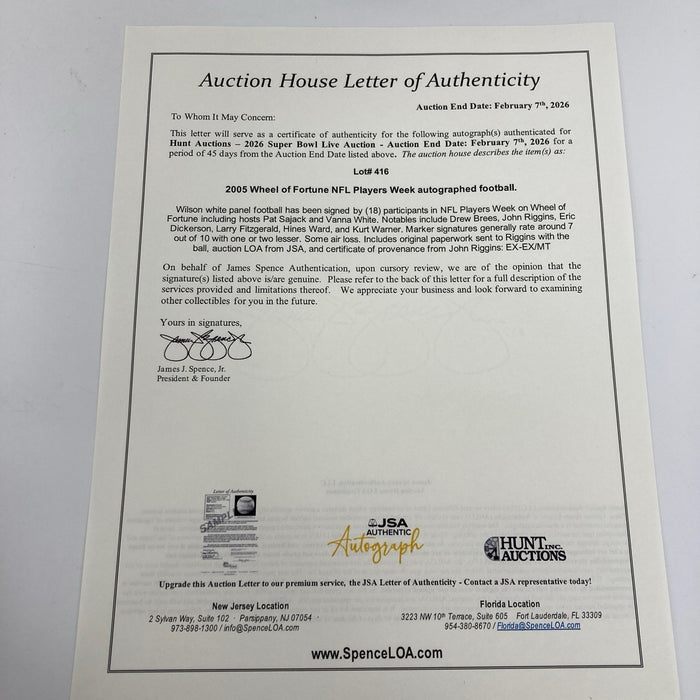 Auction House Letter of Authenticity
Auction End Date: February 7th, 2026
To Whom It May Concern:
This letter will serve as a certificate of authenticity for the following autograph(s) authenticated for
Hunt Auctions – 2026 Super Bowl Live Auction - Auction End Date: February 7th, 2026 for a
period of 45 days from the Auction End Date listed above. The auction house describes the item(s) as:
Lot# 416
2005 Wheel of Fortune NFL Players Week autographed football.
Wilson white panel football has been signed by (18) participants in NFL Players Week on Wheel of
Fortune including hosts Pat Sajack and Vanna White. Notables include Drew Brees, John Riggins, Eric
Dickerson, Larry Fitzgerald, Hines Ward, and Kurt Warner. Marker signatures generally rate around 7
out of 10 with one or two lesser. Some air loss. Includes original paperwork sent to Riggins with the
ball, auction LOA from JSA, and certificate of provenance from John Riggins: EX-EX/MT
On behalf of James Spence Authentication, upon cursory review, we are of the opinion that the
signature(s) listed above is/are genuine. Please refer to the back of this letter for a full description of the
services provided and limitations thereof. We appreciate your business and look forward to examining
other collectibles for you in the future.
Yours in signatures,
James J. Spence, Jr.
President & Founder
Letter of Authenticity
SAMPLE
JSA
AUTHENTIC
Autograph
HUNT INC.
AUCTIONS
Upgrade this Auction Letter to our premium service, the JSA Letter of Authenticity - Contact a JSA representative today!
New Jersey Location
2 Sylvan Way, Suite 102 · Parsippany, NJ 07054 ·
973-898-1300 / info@SpenceLOA.com
Florida Location
3223 NW 10th Terrace, Suite 605 Fort Lauderdale, FL 33309
954-380-8670 / Florida@SpenceLOA.com
www.SpenceLOA.com